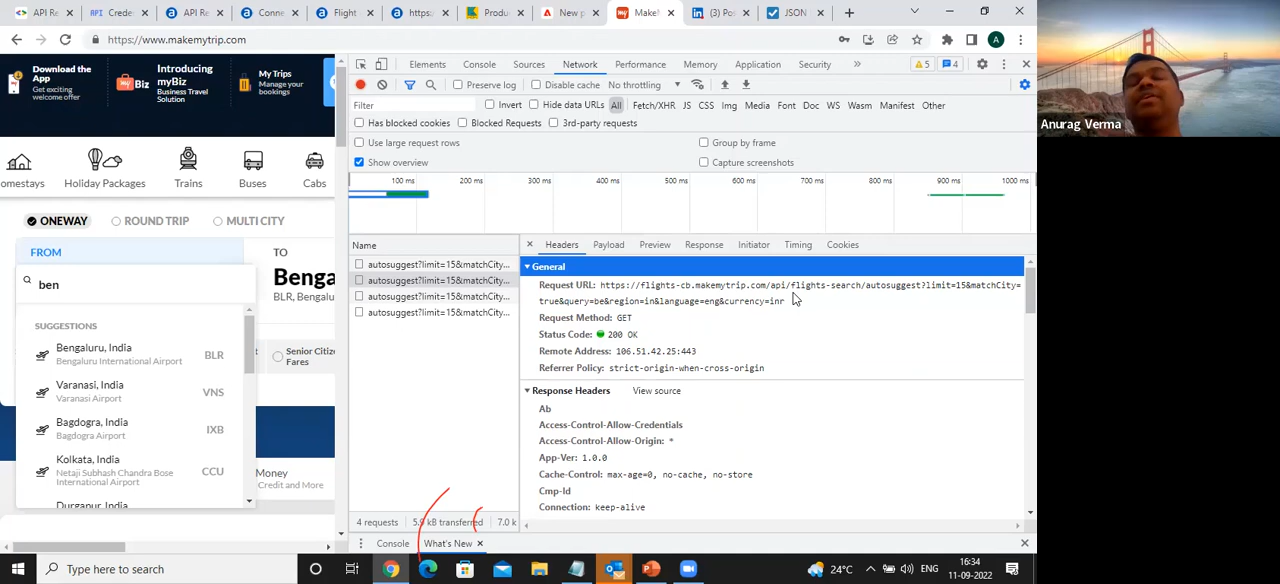 API Re
API Crede
API Re
Conne
Flight
https:
Produ
New p
MakeM
(3) Pos
JSON
https://www.makemytrip.com
A
Download the App
Get exciting welcome offer
Introducing myBiz
Business Travel Solution
My Trips
Manage your bookings
Biz
mestays
Holiday Packages
Trains
Buses
Cabs
ONEWAY
ROUND TRIP
MULTI CITY
FROM
TO
ben
Benga
BLR, Bengalu
SUGGESTIONS
Bengaluru, India
Bengaluru International Airport
BLR
Varanasi, India
Varanasi Airport
VNS
Bagdogra, India
Bagdogra Airport
IXB
Kolkata, India
Netaji Subhash Chandra Bose
International Airport
CCU
Durgapur, India
Senior Citize
Fares
Money
Credit and More
Elements Console Sources Network Performance Memory Application Security » 5 4
Preserve log Disable cache No throttling
Filter Invert Hide data URLs All Fetch/XHR JS CSS Img Media Font Doc WS Wasm Manifest Other
Has blocked cookies Blocked Requests 3rd-party requests
Use large request rows Group by frame
Show overview Capture screenshots
100 ms 200 ms 300 ms 400 ms 500 ms 600 ms 700 ms 800 ms 900 ms 1000 ms
Name
autosuggest?limit=15&matchCity...
autosuggest?limit=15&matchCity...
autosuggest?limit=15&matchCity...
autosuggest?limit=15&matchCity...
Headers Payload Preview Response Initiator Timing Cookies
General
Request URL: https://flights-cb.makemytrip.com/api/flights-search/autosuggest?limit=15&matchCity=
true&query=be&region=in&language=eng&currency=inr
Request Method: GET
Status Code: 200 OK
Remote Address: 106.51.42.25:443
Referrer Policy: strict-origin-when-cross-origin
Response Headers View source
Ab
Access-Control-Allow-Credentials
Access-Control-Allow-Origin: *
App-Ver: 1.0.0
Cache-Control: max-age=0, no-cache, no-store
Cmp-Id
Connection: keep-alive
4 requests 5.9 kB transferred 7.0 k
Console What's New
Type here to search
24°C
ENG
16:34
11-09-2022
Anurag Verma